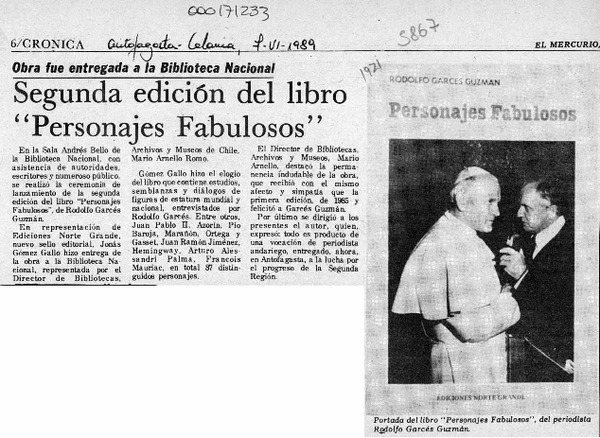 000171233
6/CRONICA
Antofagasta-Calama, 7-VI-1989
5867
EL MERCURIO,
Obra fue entregada a la Biblioteca Nacional
Segunda edición del libro
“Personajes Fabulosos”
En la Sala Andrés Bello de
la Biblioteca Nacional, con
asistencia de autoridades,
escritores y numeroso público,
se realizó la ceremonia de
lanzamiento de la segunda
edición del libro "Personajes
Fabulosos", de Rodolfo Garcés
Guzmán.
En representación de
Ediciones Norte Grande,
nuevo sello editorial, Jonás
Gómez Gallo hizo entrega de
la obra a la Biblioteca Na-
cional, representada por el
Director de Bibliotecas,
Archivos y Museos de Chile,
Mario Arnello Romo.
Gómez Gallo hizo el elogio
del libro que contiene estudios,
semblanzas y diálogos de
figuras de estatura mundial y
nacional, entrevistados por
Rodolfo Garcés. Entre otros,
Juan Pablo II, Azorín, Pío
Baroja, Marañón, Ortega y
Gasset, Juan Ramón Jiménez,
Hemingway, Arturo Ales-
sandri Palma, Francois
Mauriac, en total 37 distin-
guidos personajes.
El Director de Bibliotecas,
Archivos y Museos, Mario
Arnello, destacó la perma-
nencia indudable de la obra,
que recibió con el mismo
afecto y simpatía que la
primera edición, de 1985 y
felicitó a Garcés Guzmán.
Por último se dirigió a los
presentes el autor, quien,
expresó: todo es producto de
una vocación de periodista
andariego, entregado, ahora,
en Antofagasta, a la lucha por
el progreso de la Segunda
Región.
1921
RODOLFO GARCES GUZMAN
Personajes Fabulosos
EDICIONES NORTE GRANDE
Portada del libro "Personajes Fabulosos", del periodista
Rodolfo Garcés Guzmán.